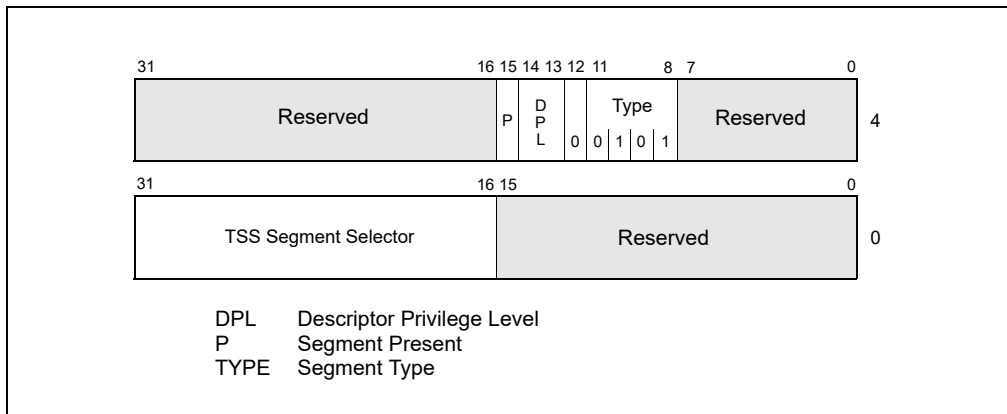 31 16 15 14 13 12 11 8 7 0
Reserved P DPL 0 Type 0 1 0 1 Reserved 4
31 16 15 0
TSS Segment Selector Reserved 0
DPL Descriptor Privilege Level
P Segment Present
TYPE Segment Type